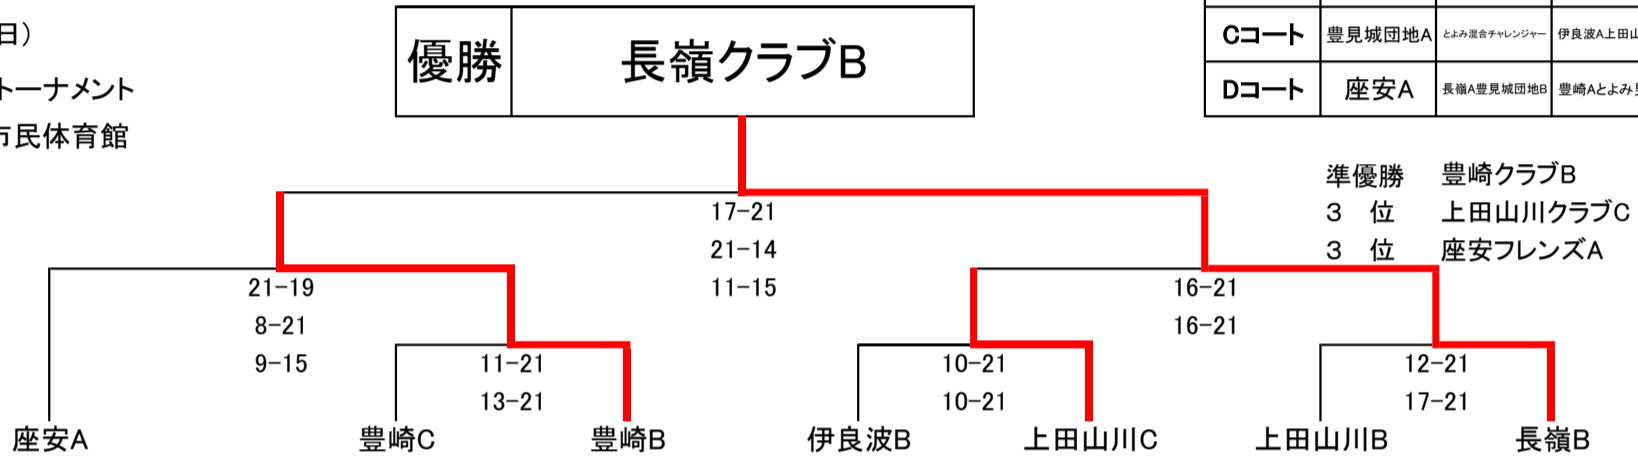 日）
トーナメント
市民体育館
優勝 長嶺クラブB
Cコート 豊見城団地A とよみ混合チャレンジャー 伊良波A上田山
Dコート 座安A 長嶺A豊見城団地B 豊崎Aとよみ
準優勝 豊崎クラブB
３ 位 上田山川クラブC
３ 位 座安フレンズA
17-21
21-14
11-15
21-19
8-21
9-15
16-21
16-21
11-21
13-21
10-21
10-21
12-21
17-21
座安A 豊崎C 豊崎B 伊良波B 上田山川C 上田山川B 長嶺B